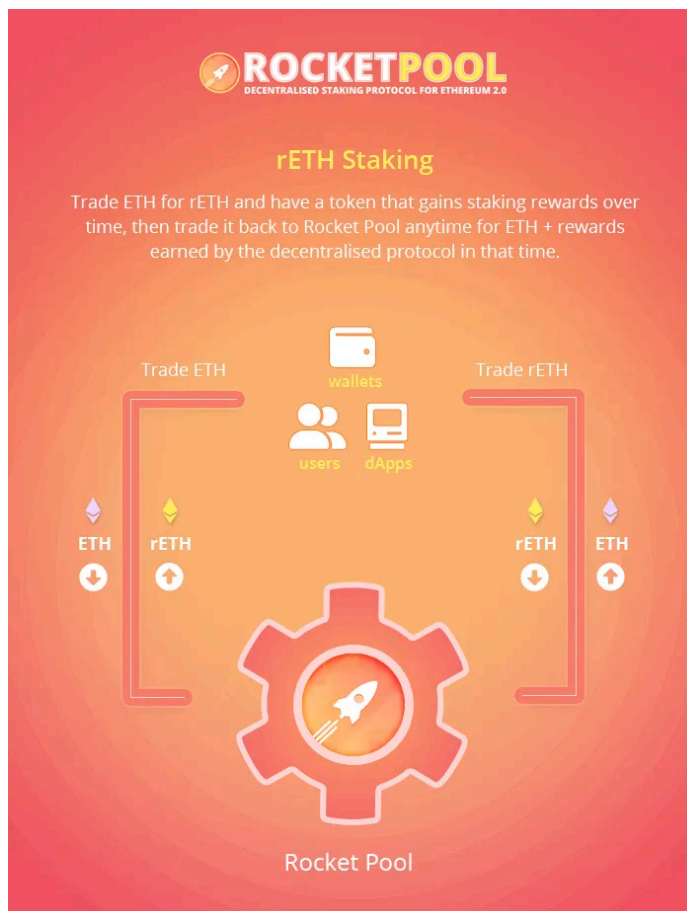 ROCKETPOOL
DECENTRALISED STAKING PROTOCOL FOR ETHEREUM 2.0
rETH Staking
Trade ETH for rETH and have a token that gains staking rewards over
time, then trade it back to Rocket Pool anytime for ETH + rewards
earned by the decentralised protocol in that time.
Trade ETH
wallets
Trade rETH
users dApps
ETH rETH
rETH ETH
Rocket Pool